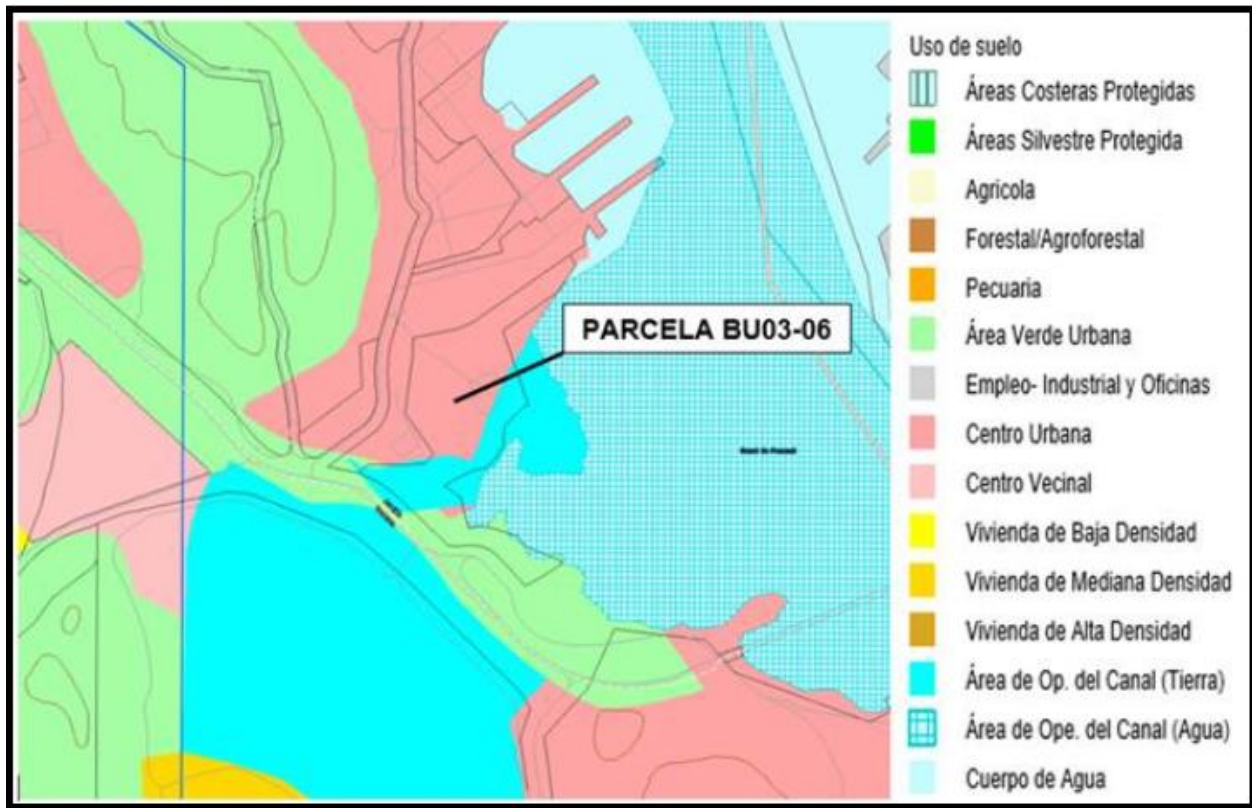 PARCELA BU03-06
Uso de suelo
Áreas Costeras Protegidas
Áreas Silvestre Protegida
Agricola
Forestal/Agroforestal
Pecuaria
Área Verde Urbana
Empleo- Industrial y Oficinas
Centro Urbana
Centro Vecinal
Vivienda de Baja Densidad
Vivienda de Mediana Densidad
Vivienda de Alta Densidad
Área de Op. del Canal (Tierra)
Área de Ope. del Canal (Agua)
Cuerpo de Agua